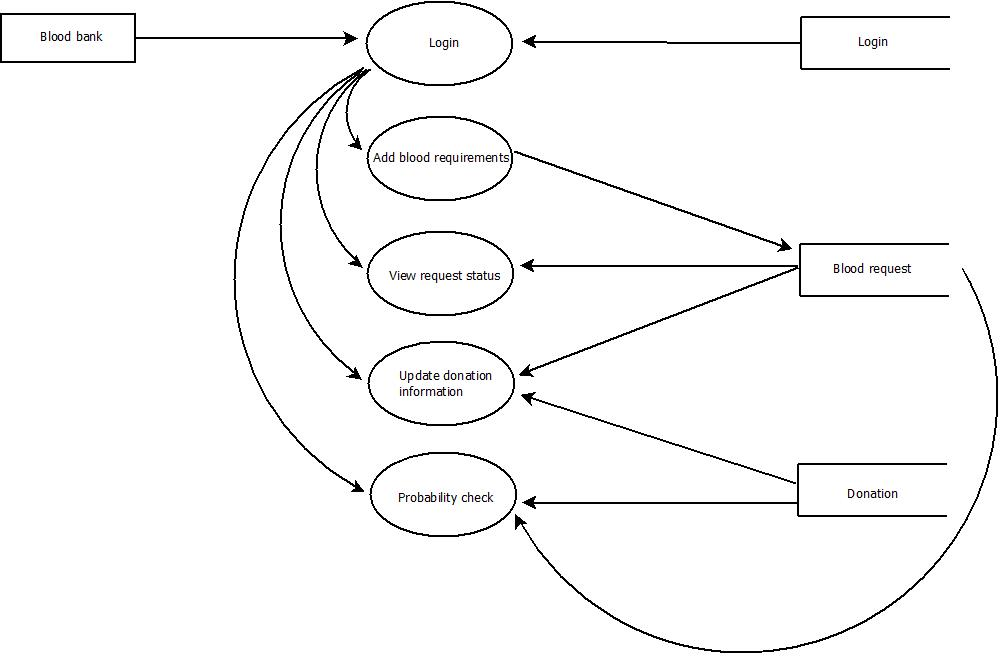 Blood bank
Login
Login
Add blood requirements
View request status
Blood request
Update donation
information
Probability check
Donation